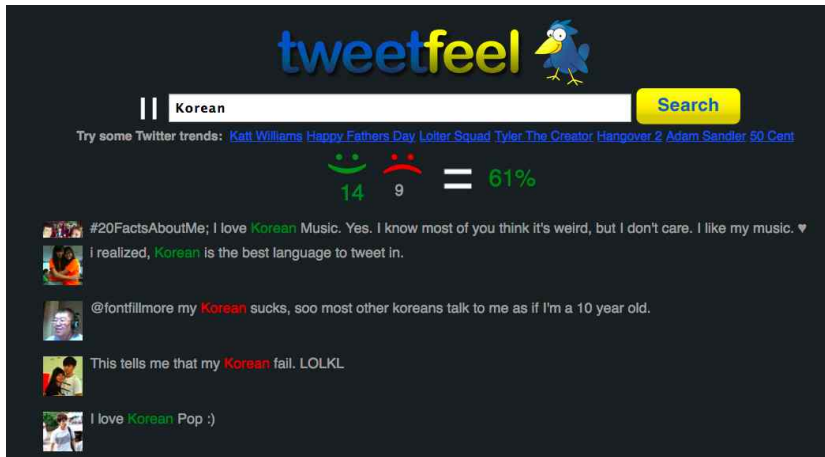 tweetfeel
Korean
Search
Try some Twitter trends: Katt Williams Happy Fathers Day Loiter Squad Tyler The Creator Hangover 2 Adam Sandler 50 Cent
14 9 = 61%
#20FactsAboutMe; I love Korean Music. Yes. I know most of you think it's weird, but I don't care. I like my music. ♥
i realized, Korean is the best language to tweet in.
@fontfillmore my Korean sucks, soo most other koreans talk to me as if I'm a 10 year old.
This tells me that my Korean fail. LOLKL
I love Korean Pop :)